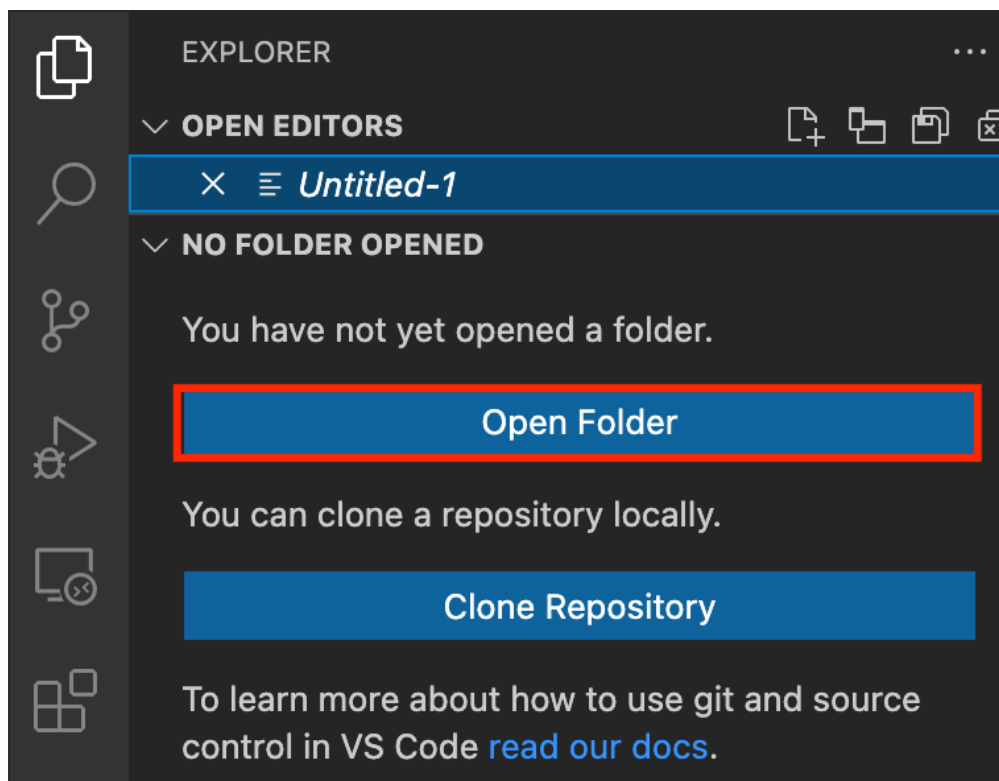 EXPLORER
OPEN EDITORS
Untitled-1
NO FOLDER OPENED
You have not yet opened a folder.
Open Folder
You can clone a repository locally.
Clone Repository
To learn more about how to use git and source
control in VS Code read our docs.